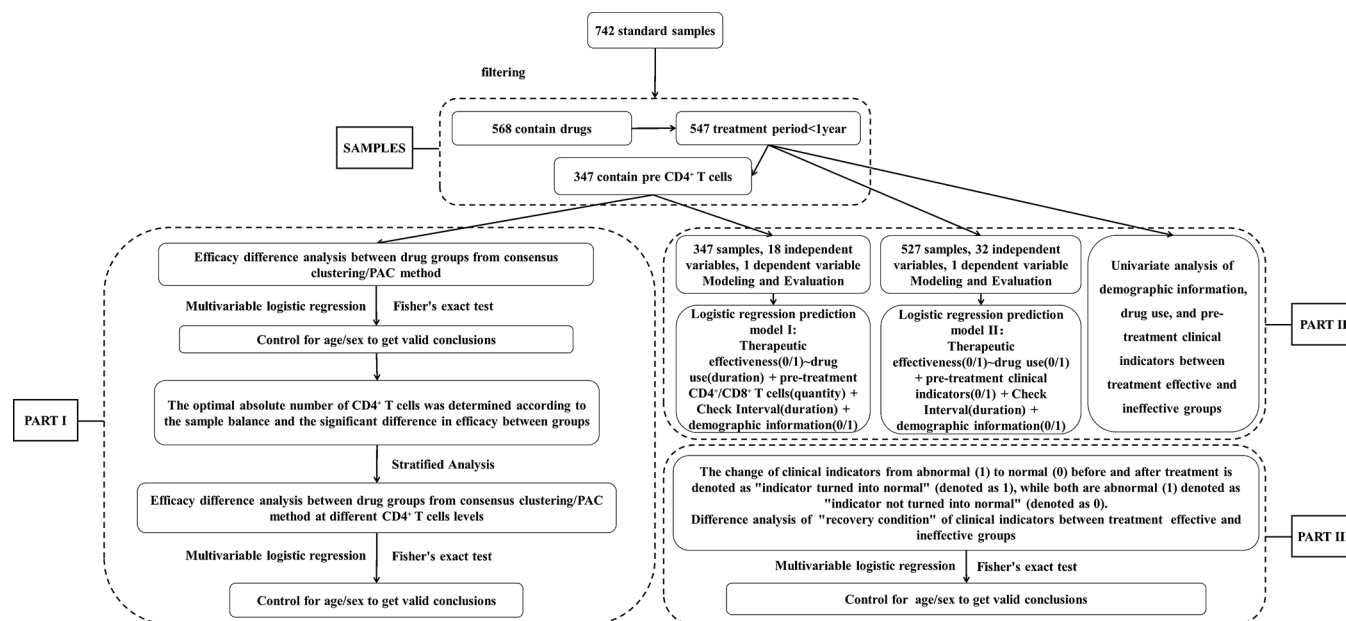 742 standard samples
filtering
SAMPLES
568 contain drugs
547 treatment period<1year
347 contain pre CD4⁺ T cells
PART I
Efficacy difference analysis between drug groups from consensus
clustering/PAC method
Multivariable logistic regression
Fisher's exact test
Control for age/sex to get valid conclusions
The optimal absolute number of CD4⁺ T cells was determined according to
the sample balance and the significant difference in efficacy between groups
Stratified Analysis
Efficacy difference analysis between drug groups from consensus clustering/PAC
method at different CD4⁺ T cells levels
Multivariable logistic regression
Fisher's exact test
Control for age/sex to get valid conclusions
347 samples, 18 independent
variables, 1 dependent variable
Modeling and Evaluation
Logistic regression prediction
model I:
Therapeutic
effectiveness(0/1)~drug
use(duration) + pre-treatment
CD4⁺/CD8⁺ T cells(quantity) +
Check Interval(duration) +
demographic information(0/1)
527 samples, 32 independent
variables, 1 dependent variable
Modeling and Evaluation
Logistic regression prediction
model II:
Therapeutic
effectiveness(0/1)~drug use(0/1)
+ pre-treatment clinical
indicators(0/1) + Check
Interval(duration) +
demographic information(0/1)
Univariate analysis of
demographic information,
drug use, and pre-
treatment clinical
indicators between
treatment effective and
ineffective groups
PART II
The change of clinical indicators from abnormal (1) to normal (0) before and after treatment is
denoted as "indicator turned into normal" (denoted as 1), while both are abnormal (1) denoted as
"indicator not turned into normal" (denoted as 0).
Difference analysis of "recovery condition" of clinical indicators between treatment effective and
ineffective groups
PART III
Multivariable logistic regression
Fisher's exact test
Control for age/sex to get valid conclusions